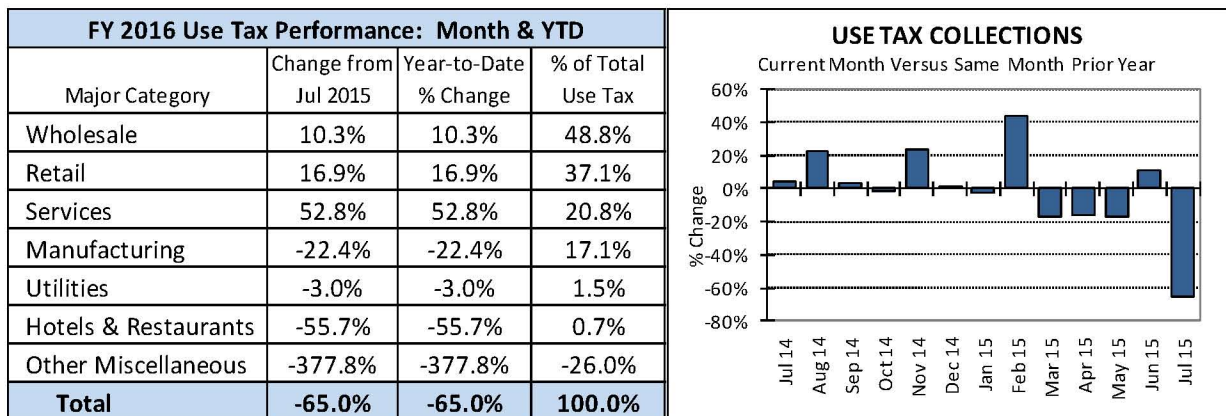 FY 2016 Use Tax Performance: Month & YTD
Major Category Change from Jul 2015 Year-to-Date % Change % of Total Use Tax
Wholesale 10.3% 10.3% 48.8%
Retail 16.9% 16.9% 37.1%
Services 52.8% 52.8% 20.8%
Manufacturing -22.4% -22.4% 17.1%
Utilities -3.0% -3.0% 1.5%
Hotels & Restaurants -55.7% -55.7% 0.7%
Other Miscellaneous -377.8% -377.8% -26.0%
Total -65.0% -65.0% 100.0%
USE TAX COLLECTIONS
Current Month Versus Same Month Prior Year
% Change
60%
40%
20%
0%
-20%
-40%
-60%
-80%
Jul 14
Aug 14
Sep 14
Oct 14
Nov 14
Dec 14
Jan 15
Feb 15
Mar 15
Apr 15
May 15
Jun 15
Jul 15